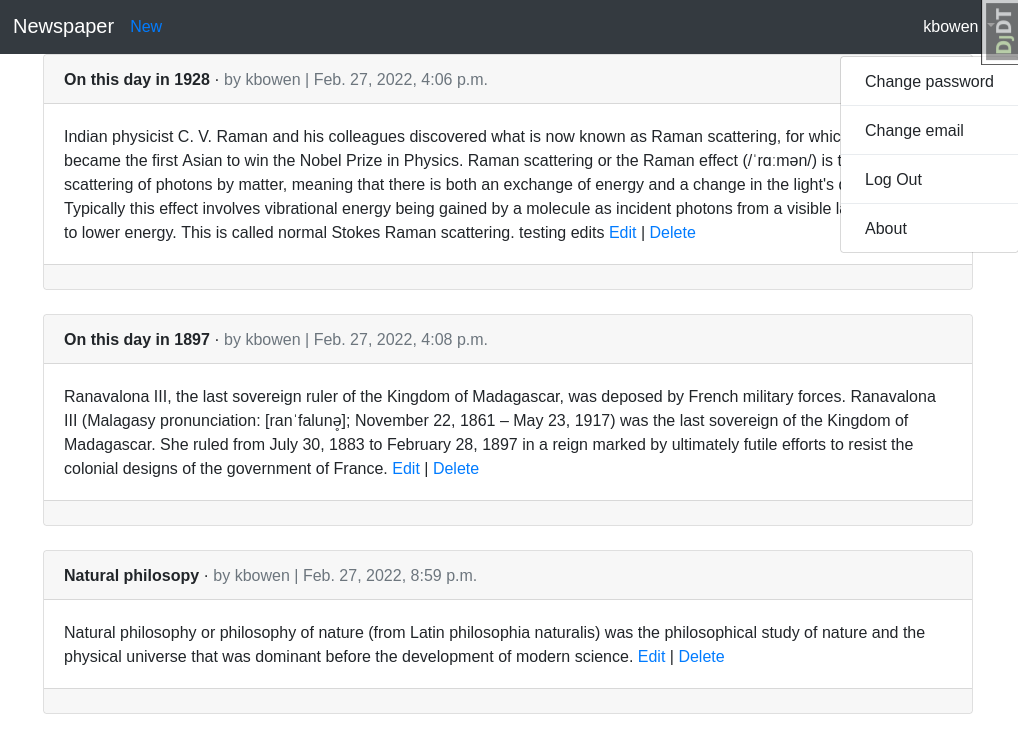 Newspaper New kbowen
DjDT
Change password
Change email
Log Out
About
On this day in 1928 · by kbowen | Feb. 27, 2022, 4:06 p.m.
Indian physicist C. V. Raman and his colleagues discovered what is now known as Raman scattering, for
became the first Asian to win the Nobel Prize in Physics. Raman scattering or the Raman effect (/ˈrɑːmən/) is
scattering of photons by matter, meaning that there is both an exchange of energy and a change in the light's
Typically this effect involves vibrational energy being gained by a molecule as incident photons from a visible
to lower energy. This is called normal Stokes Raman scattering. testing edits Edit | Delete
On this day in 1897 · by kbowen | Feb. 27, 2022, 4:08 p.m.
Ranavalona III, the last sovereign ruler of the Kingdom of Madagascar, was deposed by French military forces. Ranavalona
III (Malagasy pronunciation: [ranˈfalunə̥]; November 22, 1861 – May 23, 1917) was the last sovereign of the Kingdom of
Madagascar. She ruled from July 30, 1883 to February 28, 1897 in a reign marked by ultimately futile efforts to resist the
colonial designs of the government of France. Edit | Delete
Natural philosopy · by kbowen | Feb. 27, 2022, 8:59 p.m.
Natural philosophy or philosophy of nature (from Latin philosophia naturalis) was the philosophical study of nature and the
physical universe that was dominant before the development of modern science. Edit | Delete